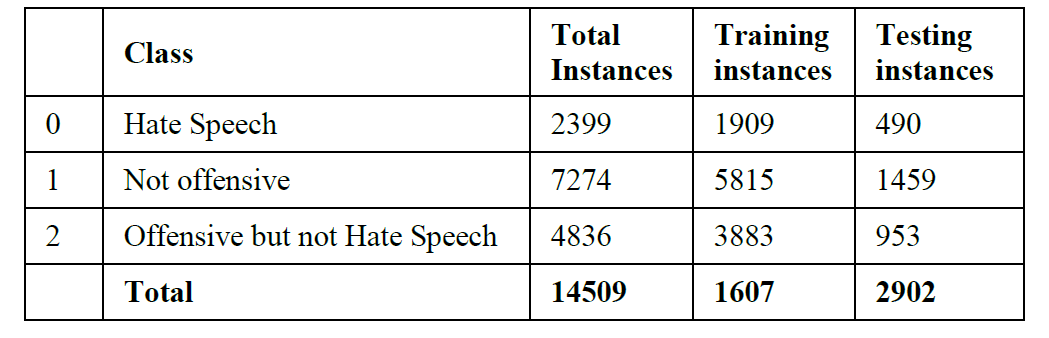 Class Total Instances Training instances Testing instances
0 Hate Speech 2399 1909 490
1 Not offensive 7274 5815 1459
2 Offensive but not Hate Speech 4836 3883 953
Total 14509 1607 2902